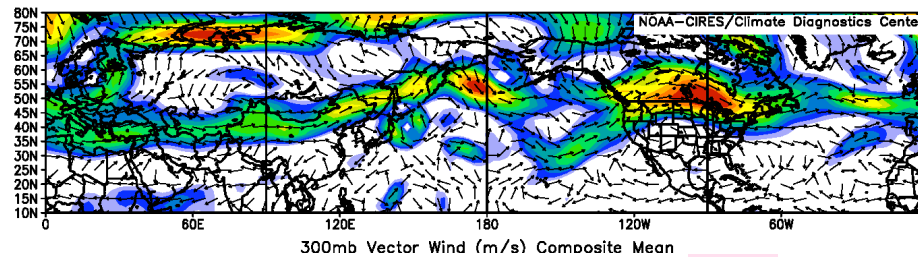 NOAA-CIRES/Climate Diagnostics Cente
80N
75N
70N
65N
60N
55N
50N
45N
40N
35N
30N
25N
20N
15N
10N
0 60E 120E 180 120W 60W
300mb Vector Wind (m/s) Composite Mean